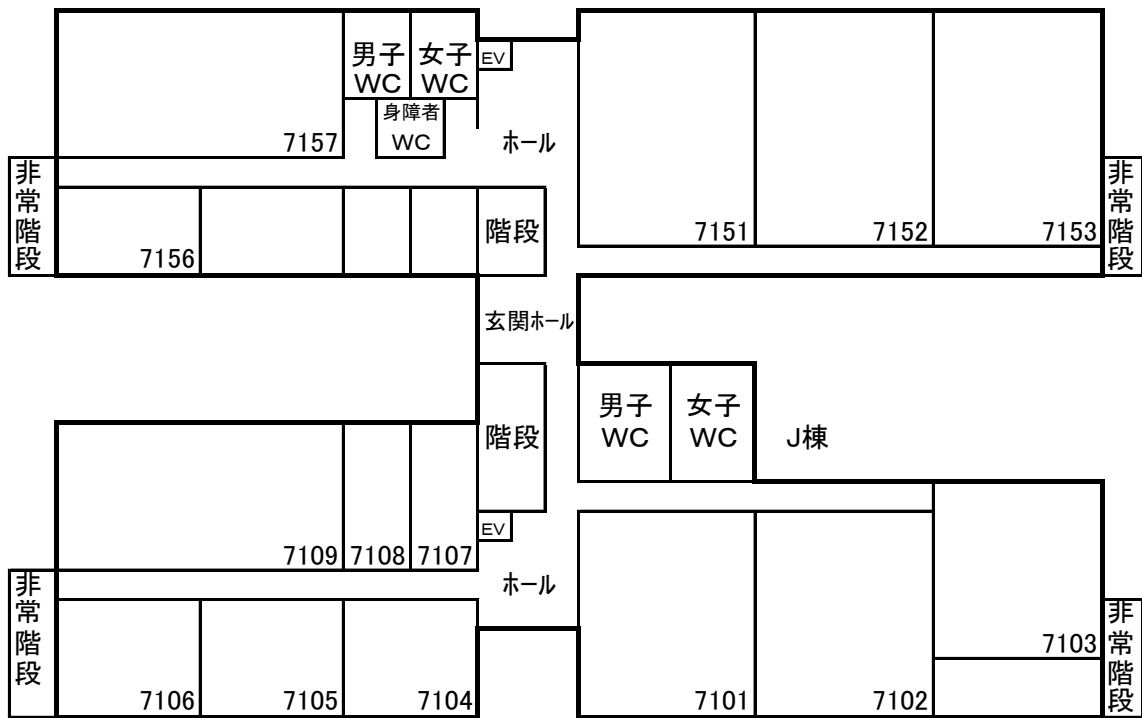 男子
WC
女子
WC
EV
身障者
WC
7157
ホール
非常階段
7156
階段
7151
7152
7153
非常階段
玄関ホール
階段
男子
WC
女子
WC
J棟
7109
7108
7107
EV
ホール
非常階段
7106
7105
7104
7101
7102
7103
非常階段